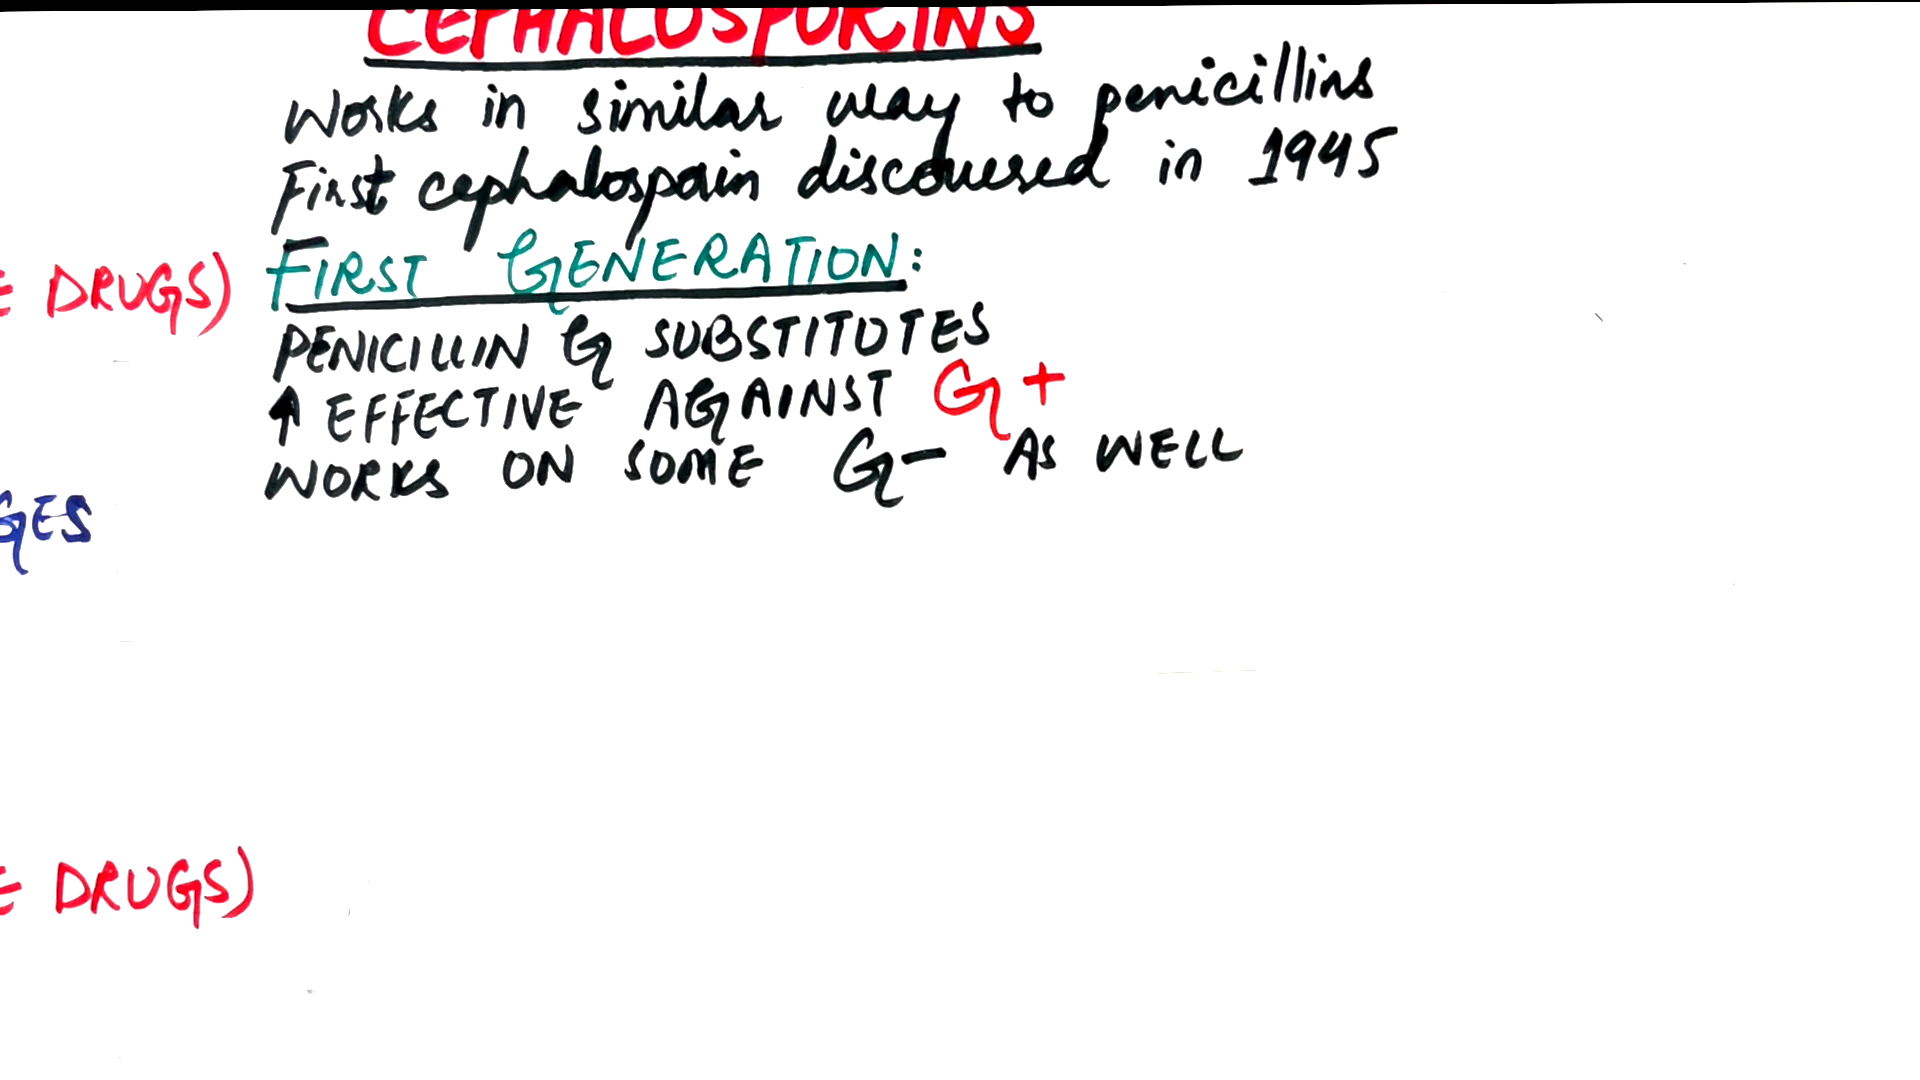 CEPHALOSPORINS
Works in similar way to penicillins
First cephalosporin discovered in 1945
DRUGS)
FIRST GENERATION:
PENICILLIN G SUBSTITUTES
↑ EFFECTIVE AGAINST G+
WORKS ON SOME G- AS WELL
GES
DRUGS)